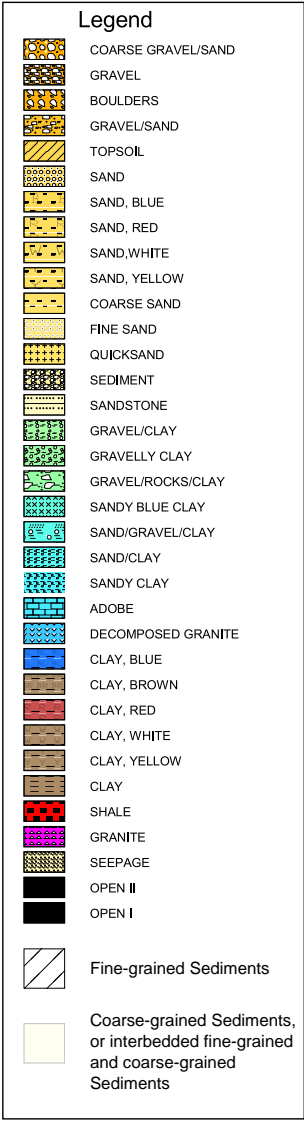 Legend
COARSE GRAVEL/SAND
GRAVEL
BOULDERS
GRAVEL/SAND
TOPSOIL
SAND
SAND, BLUE
SAND, RED
SAND,WHITE
SAND, YELLOW
COARSE SAND
FINE SAND
QUICKSAND
SEDIMENT
SANDSTONE
GRAVEL/CLAY
GRAVELLY CLAY
GRAVEL/ROCKS/CLAY
SANDY BLUE CLAY
SAND/GRAVEL/CLAY
SAND/CLAY
SANDY CLAY
ADOBE
DECOMPOSED GRANITE
CLAY, BLUE
CLAY, BROWN
CLAY, RED
CLAY, WHITE
CLAY, YELLOW
CLAY
SHALE
GRANITE
SEEPAGE
OPEN II
OPEN I
Fine-grained Sediments
Coarse-grained Sediments,
or interbedded fine-grained
and coarse-grained
Sediments